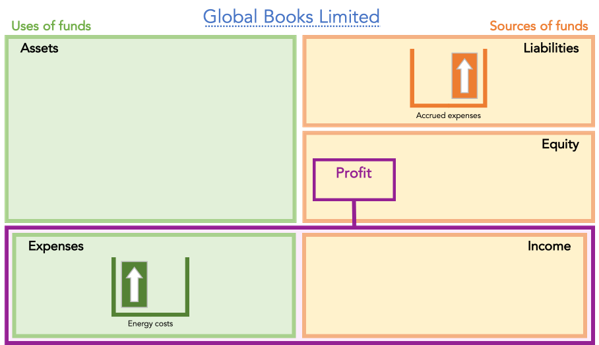 Global Books Limited
Uses of funds
Sources of funds
Assets
Liabilities
Accrued expenses
Equity
Profit
Expenses
Income
Energy costs